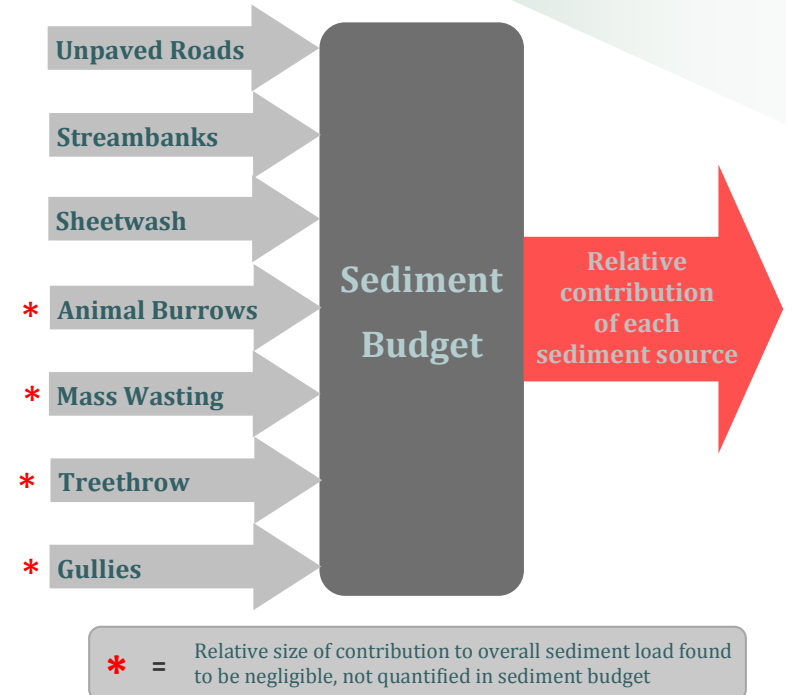 Unpaved Roads
Streambanks
Sheetwash
* Animal Burrows
* Mass Wasting
* Treethrow
* Gullies
Sediment
Budget
Relative
contribution
of each
sediment source
* = Relative size of contribution to overall sediment load found
to be negligible, not quantified in sediment budget